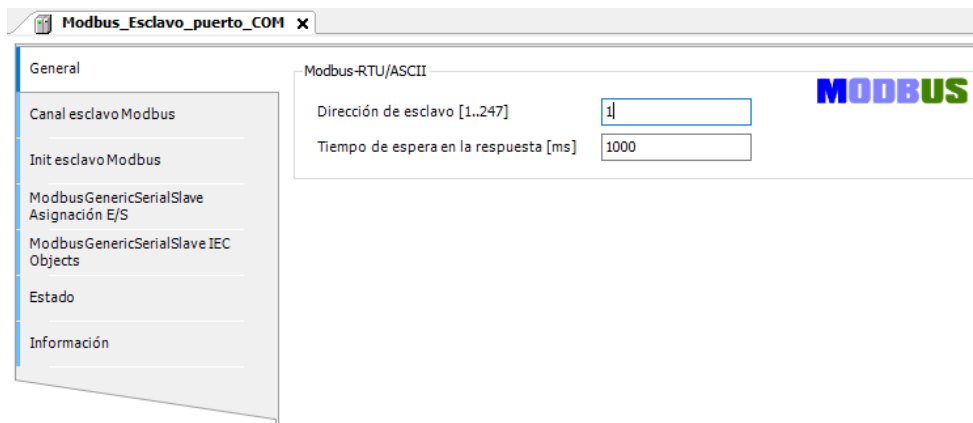 Modbus_Esclavo_puerto_COM
General
Canal esclavo Modbus
Init esclavo Modbus
ModbusGenericSerialSlave
Asignación E/S
ModbusGenericSerialSlave IEC
Objects
Estado
Información
Modbus-RTU/ASCII
MODBUS
Dirección de esclavo [1..247] 1
Tiempo de espera en la respuesta [ms] 1000